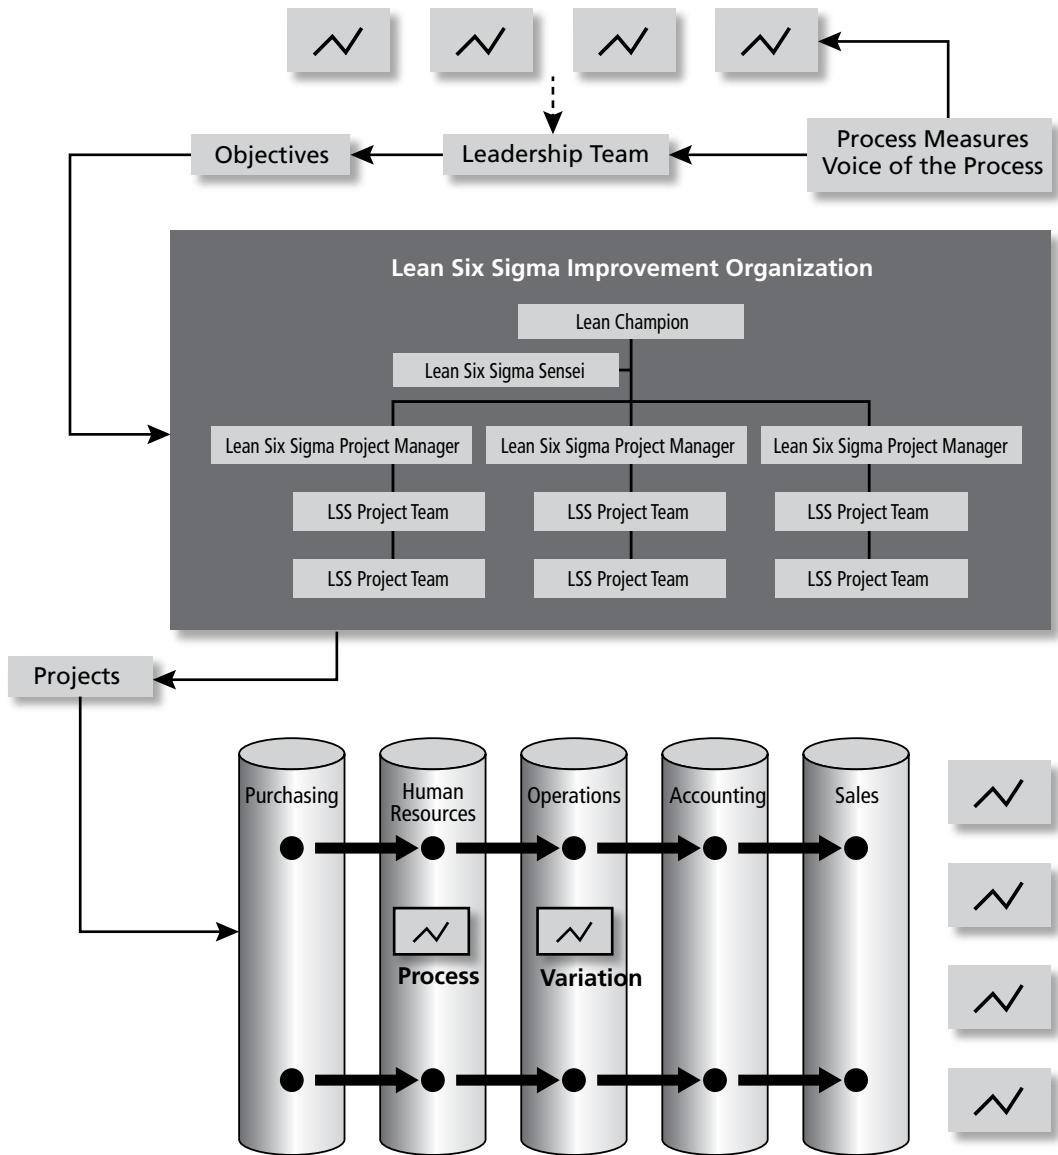 Objectives
Leadership Team
Process Measures
Voice of the Process
Lean Six Sigma Improvement Organization
Lean Champion
Lean Six Sigma Sensei
Lean Six Sigma Project Manager
Lean Six Sigma Project Manager
Lean Six Sigma Project Manager
LSS Project Team
LSS Project Team
LSS Project Team
LSS Project Team
LSS Project Team
LSS Project Team
Projects
Purchasing
Human
Resources
Operations
Accounting
Sales
Process
Variation